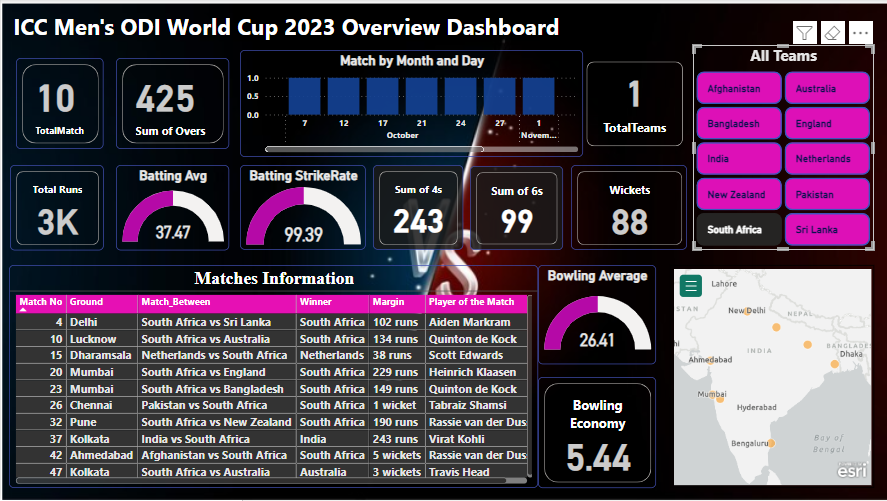 ICC Men's ODI World Cup 2023 Overview Dashboard
10
TotalMatch
425
Sum of Overs
Match by Month and Day
1.0
0.5
0.0
7 12 17 21 24 27 1
October Novem...
1
TotalTeams
All Teams
Afghanistan Australia
Bangladesh England
India Netherlands
New Zealand Pakistan
South Africa Sri Lanka
Total Runs
3K
Batting Avg
37.47
Batting StrikeRate
99.39
Sum of 4s
243
Sum of 6s
99
Wickets
88
VS
Matches Information
Match No Ground Match_Between Winner Margin Player of the Match
4 Delhi South Africa vs Sri Lanka South Africa 102 runs Aiden Markram
10 Lucknow South Africa vs Australia South Africa 134 runs Quinton de Kock
15 Dharamsala Netherlands vs South Africa Netherlands 38 runs Scott Edwards
20 Mumbai South Africa vs England South Africa 229 runs Heinrich Klaasen
23 Mumbai South Africa vs Bangladesh South Africa 149 runs Quinton de Kock
26 Chennai Pakistan vs South Africa South Africa 1 wicket Tabraiz Shamsi
32 Pune South Africa vs New Zealand South Africa 190 runs Rassie van der Dus
37 Kolkata India vs South Africa India 243 runs Virat Kohli
42 Ahmedabad Afghanistan vs South Africa South Africa 5 wickets Rassie van der Dus
47 Kolkata South Africa vs Australia Australia 3 wickets Travis Head
Bowling Average
26.41
Bowling
Economy
5.44
Lahore
STAN
New Delhi
NEPAL
Karachi
INDIA
BANGLADES
Dhaka
Ahmedabad
Mumbai
Hyderabad
Bengaluru
Bay of
Bengal
esri